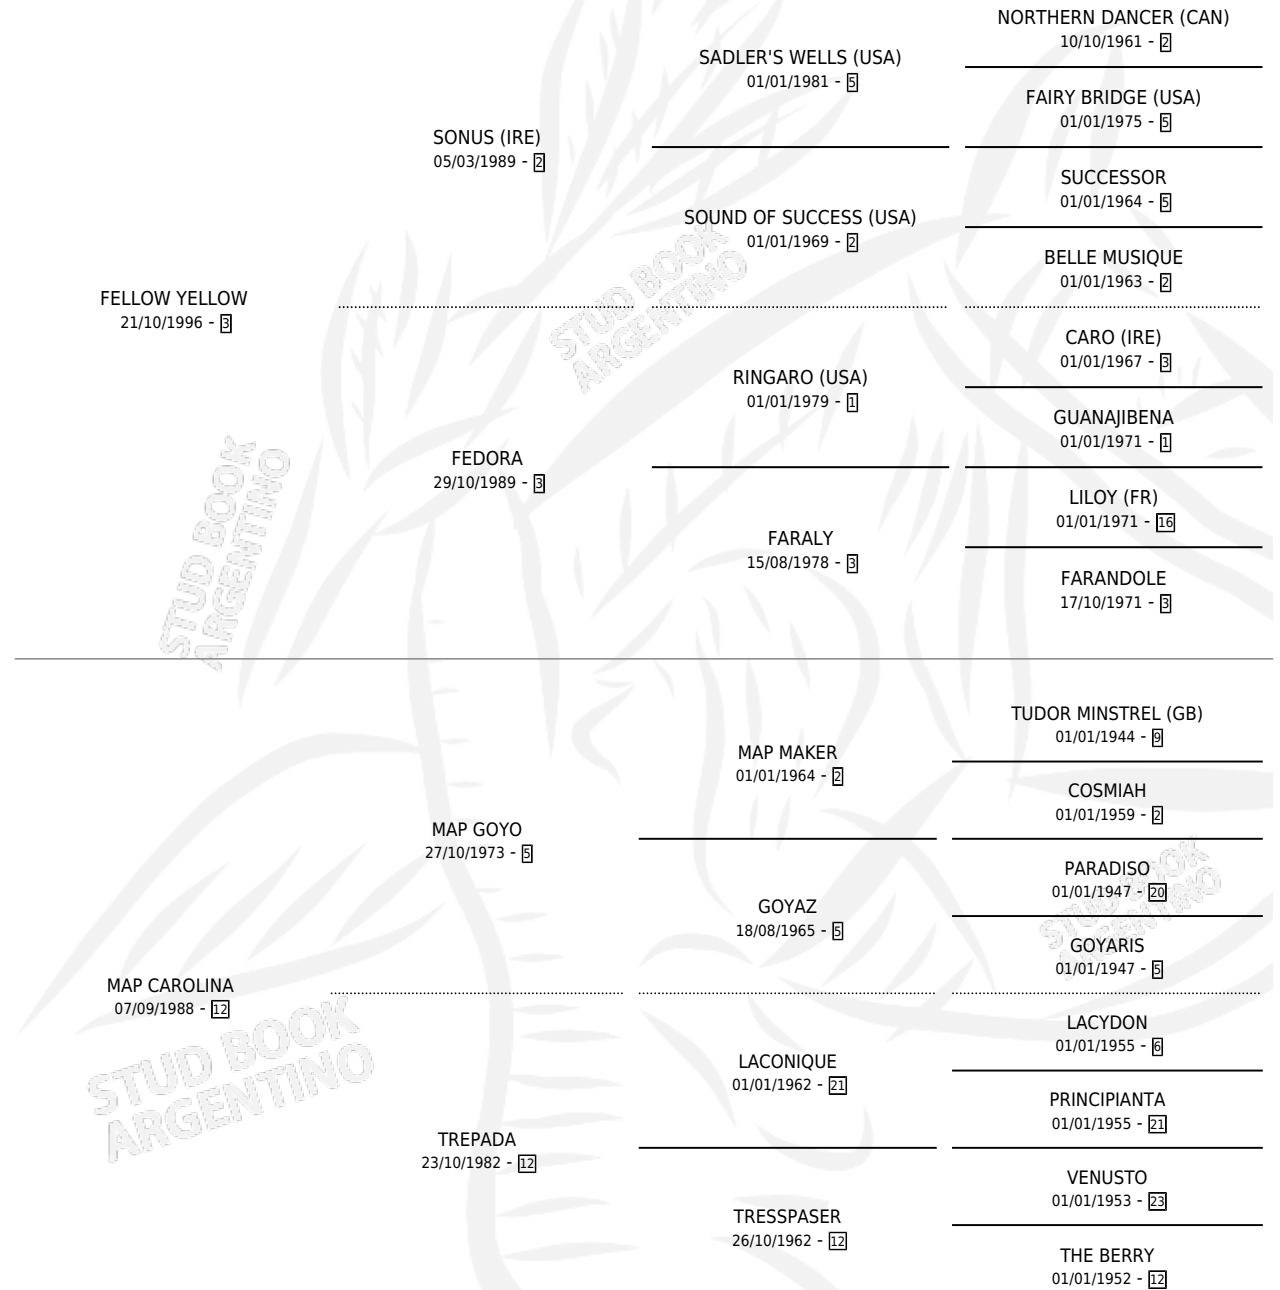 NORTHERN DANCER (CAN)
10/10/1961 - 2
SADLER'S WELLS (USA)
01/01/1981 - 5
FAIRY BRIDGE (USA)
01/01/1975 - 5
SONUS (IRE)
05/03/1989 - 2
SUCCESSOR
01/01/1964 - 5
SOUND OF SUCCESS (USA)
01/01/1969 - 2
BELLE MUSIQUE
01/01/1963 - 2
FELLOW YELLOW
21/10/1996 - 3
CARO (IRE)
01/01/1967 - 3
RINGARO (USA)
01/01/1979 - 1
GUANAJIBENA
01/01/1971 - 1
FEDORA
29/10/1989 - 3
LILOY (FR)
01/01/1971 - 16
FARALY
15/08/1978 - 3
FARANDOLE
17/10/1971 - 3
STUD BOOK
ARGENTINO
STUD BOOK
ARGENTINO
TUDOR MINSTREL (GB)
01/01/1944 - 9
MAP MAKER
01/01/1964 - 2
COSMIAH
01/01/1959 - 2
MAP GOYO
27/10/1973 - 5
PARADISO
01/01/1947 - 20
GOYAZ
18/08/1965 - 5
GOYARIS
01/01/1947 - 5
STUD BOOK
ARGENTINO
MAP CAROLINA
07/09/1988 - 12
LACYDON
01/01/1955 - 6
LACONIQUE
01/01/1962 - 21
PRINCIPIANTA
01/01/1955 - 21
STUD BOOK
ARGENTINO
TREPADA
23/10/1982 - 12
VENUSTO
01/01/1953 - 23
TRESSPASER
26/10/1962 - 12
THE BERRY
01/01/1952 - 12